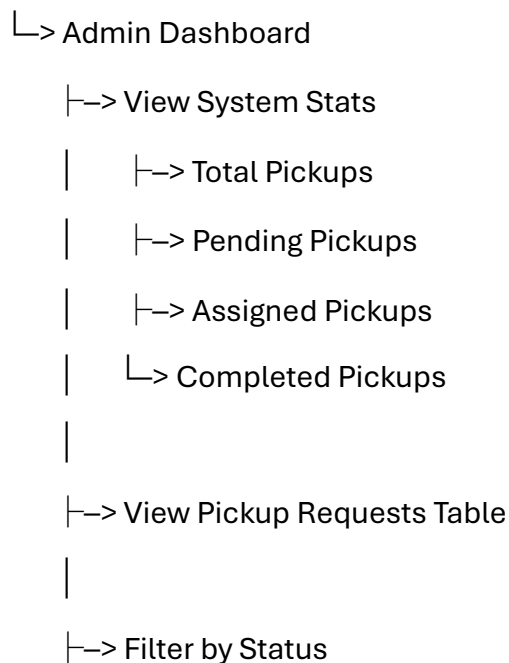 └─> Admin Dashboard
├─> View System Stats
│ ├─> Total Pickups
│ ├─> Pending Pickups
│ ├─> Assigned Pickups
│ └─> Completed Pickups
│
├─> View Pickup Requests Table
│
├─> Filter by Status